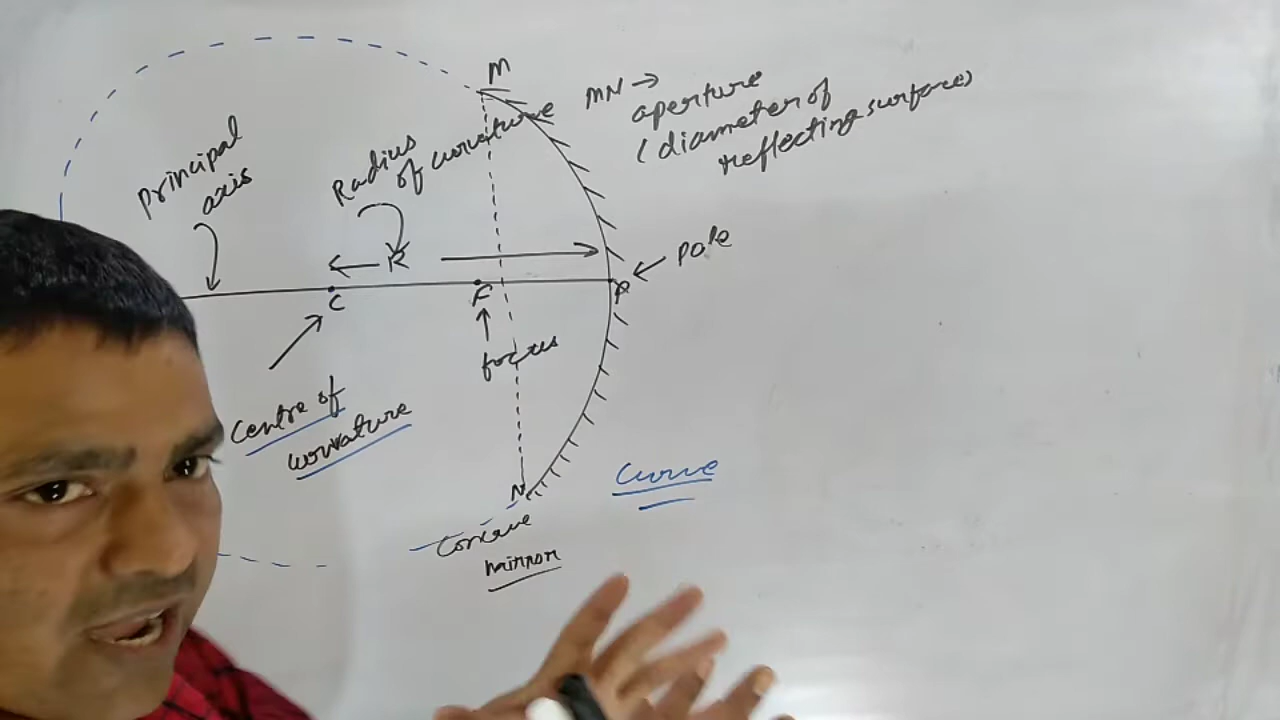 M
MN →
aperture
(diameter of
reflecting surface)
Principal
axis
Radius
of curvature
R
Pole
C
F
P
focus
Centre of
curvature
N
Curve
Concave
mirror